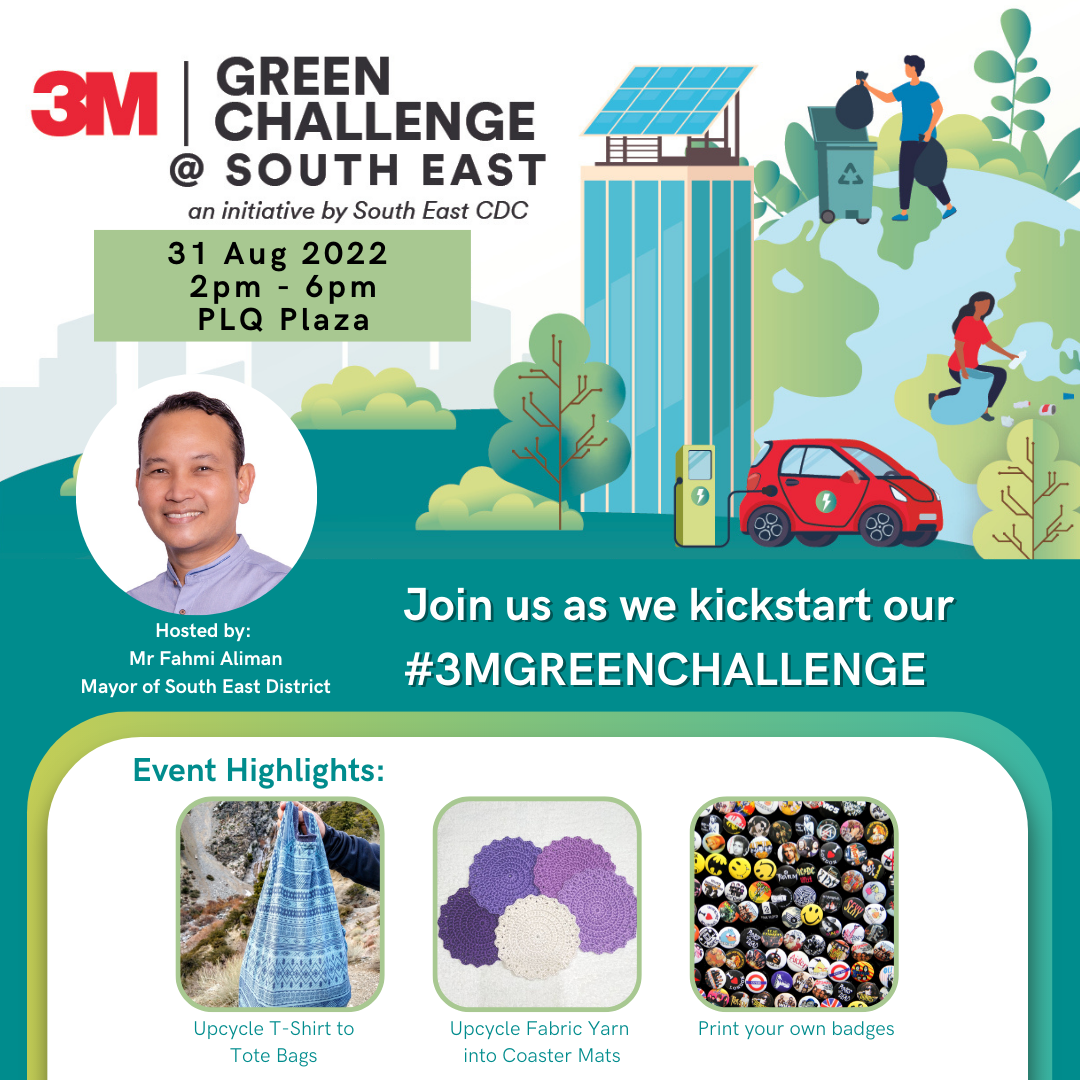 3M
GREEN
CHALLENGE
@ SOUTH EAST
an initiative by South East CDC
31 Aug 2022
2pm - 6pm
PLQ Plaza
Hosted by:
Mr Fahmi Aliman
Mayor of South East District
Join us as we kickstart our
#3MGREENCHALLENGE
Event Highlights:
Upcycle T-Shirt to
Tote Bags
Upcycle Fabric Yarn
into Coaster Mats
Print your own badges